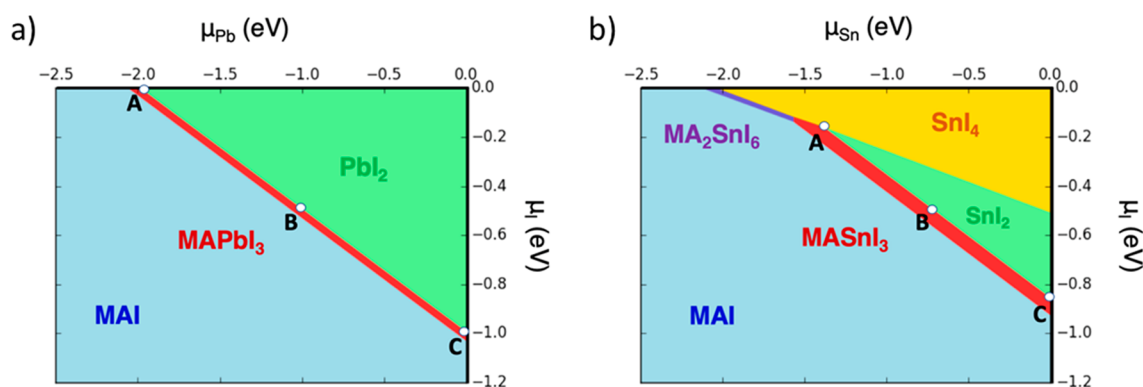 a)
μPb (eV)
−2.5 −2.0 −1.5 −1.0 −0.5 0.0
0.0
−0.2
−0.4
−0.6
−0.8
−1.0
−1.2
μI (eV)
A
B
C
PbI2
MAPbI3
MAI
b)
μSn (eV)
−2.5 −2.0 −1.5 −1.0 −0.5 0.0
0.0
−0.2
−0.4
−0.6
−0.8
−1.0
−1.2
μI (eV)
MA2SnI6
SnI4
A
B
C
SnI2
MASnI3
MAI